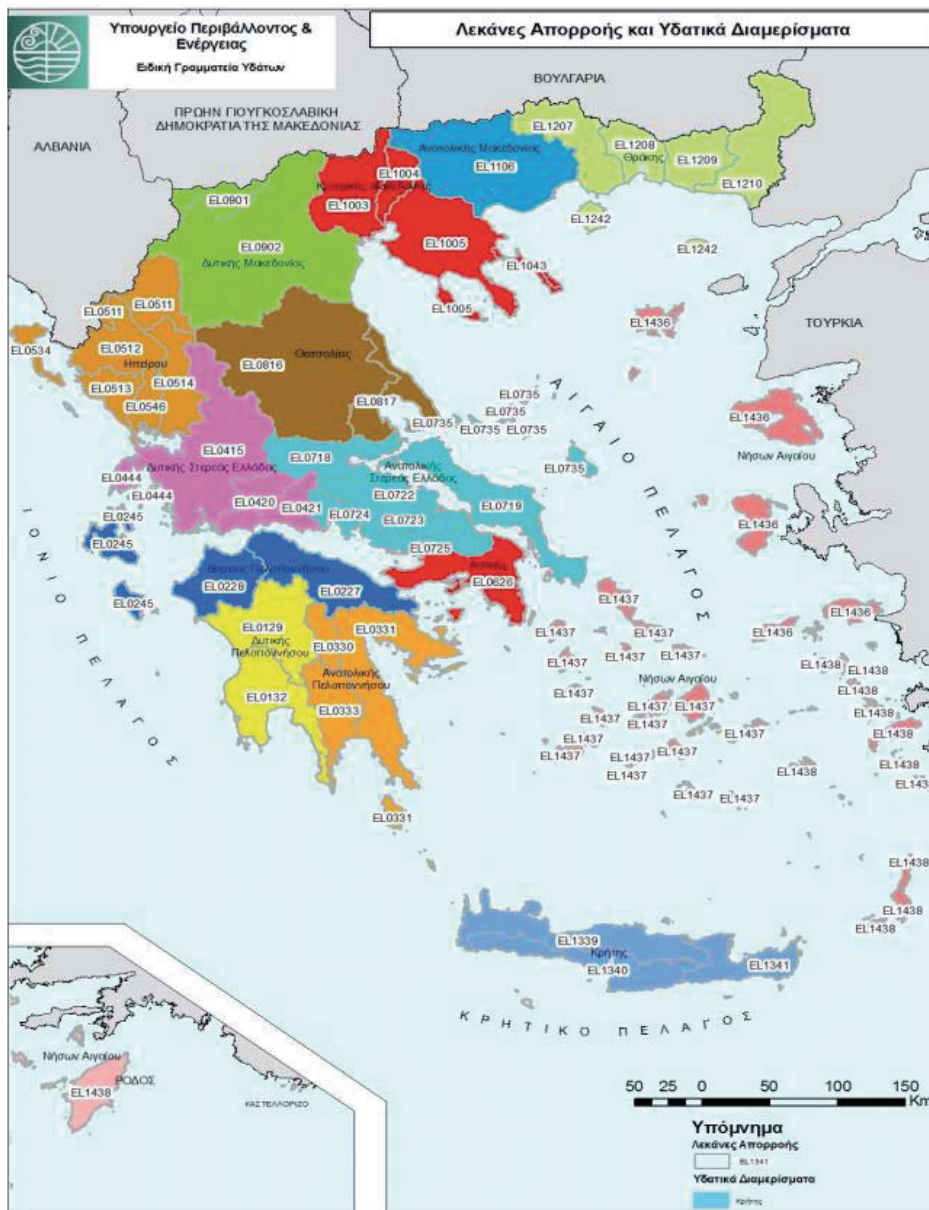 Υπουργείο Περιβάλλοντος &
Ενέργειας
Ειδική Γραμματεία Υδάτων
Λεκάνες Απορροής και Υδατικά Διαμερίσματα
ΒΟΥΛΓΑΡΙΑ
ΠΡΩΗΝ ΓΙΟΥΓΚΟΣΛΑΒΙΚΗ
ΔΗΜΟΚΡΑΤΙΑ ΤΗΣ ΜΑΚΕΔΟΝΙΑΣ
ΑΛΒΑΝΙΑ
EL1207
Ανατολικής Μακεδονίας
EL1208
Θράκης
EL1209
EL1106
EL1004
Κεντρικής Μακεδονίας
EL1210
EL0901
EL1003
EL1242
EL0902
EL1005
EL1242
Δυτικής Μακεδονίας
EL1043
EL0511
EL0511
EL1005
EL1436
ΤΟΥΡΚΙΑ
EL0534
EL0512
Ηπείρου
Θεσσαλίας
EL0816
EL0513
EL0514
EL0546
EL0817
EL0735
EL0735
EL0735
EL0735
EL0735
ΑΙΓΑΙΟ ΠΕΛΑΓΟΣ
EL1436
Νήσων Αιγαίου
EL0415
EL0718
Ανατολικής
Στερεάς Ελλάδας
EL0735
Δυτικής Στερεάς Ελλάδας
EL0444
EL0444
EL0420
EL0421
EL0722
EL0719
EL0724
EL0723
EL1436
EL0245
EL0245
EL0725
ΙΟΝΙΟ ΠΕΛΑΓΟΣ
Βόρειας Πελοποννήσου
EL0228
EL0227
Αττικής
EL0626
EL0245
EL1437
EL1436
EL0129
EL0331
EL1437
EL1437
EL1436
Δυτικής
Πελοποννήσου
EL0330
EL1437
EL1437
EL1437
EL1438
EL1438
Ανατολικής
Πελοποννήσου
Νήσων Αιγαίου
EL0132
EL0333
EL1437
EL1437
EL1437
EL1438
EL1438
EL1437
EL1437
EL1437
EL1438
EL1437
EL1437
EL1437
EL1437
EL1438
EL1438
EL1437
EL1437
EL0331
EL1438
EL1438
EL1438
EL1339
Κρήτης
EL1340
EL1341
ΚΡΗΤΙΚΟ ΠΕΛΑΓΟΣ
Νήσων Αιγαίου
ΡΟΔΟΣ
EL1438
ΚΑΣΤΕΛΛΟΡΙΖΟ
50 25 0 50 100 150
Km
Υπόμνημα
Λεκάνες Απορροής
EL1341
Υδατικά Διαμερίσματα
Κρήτης